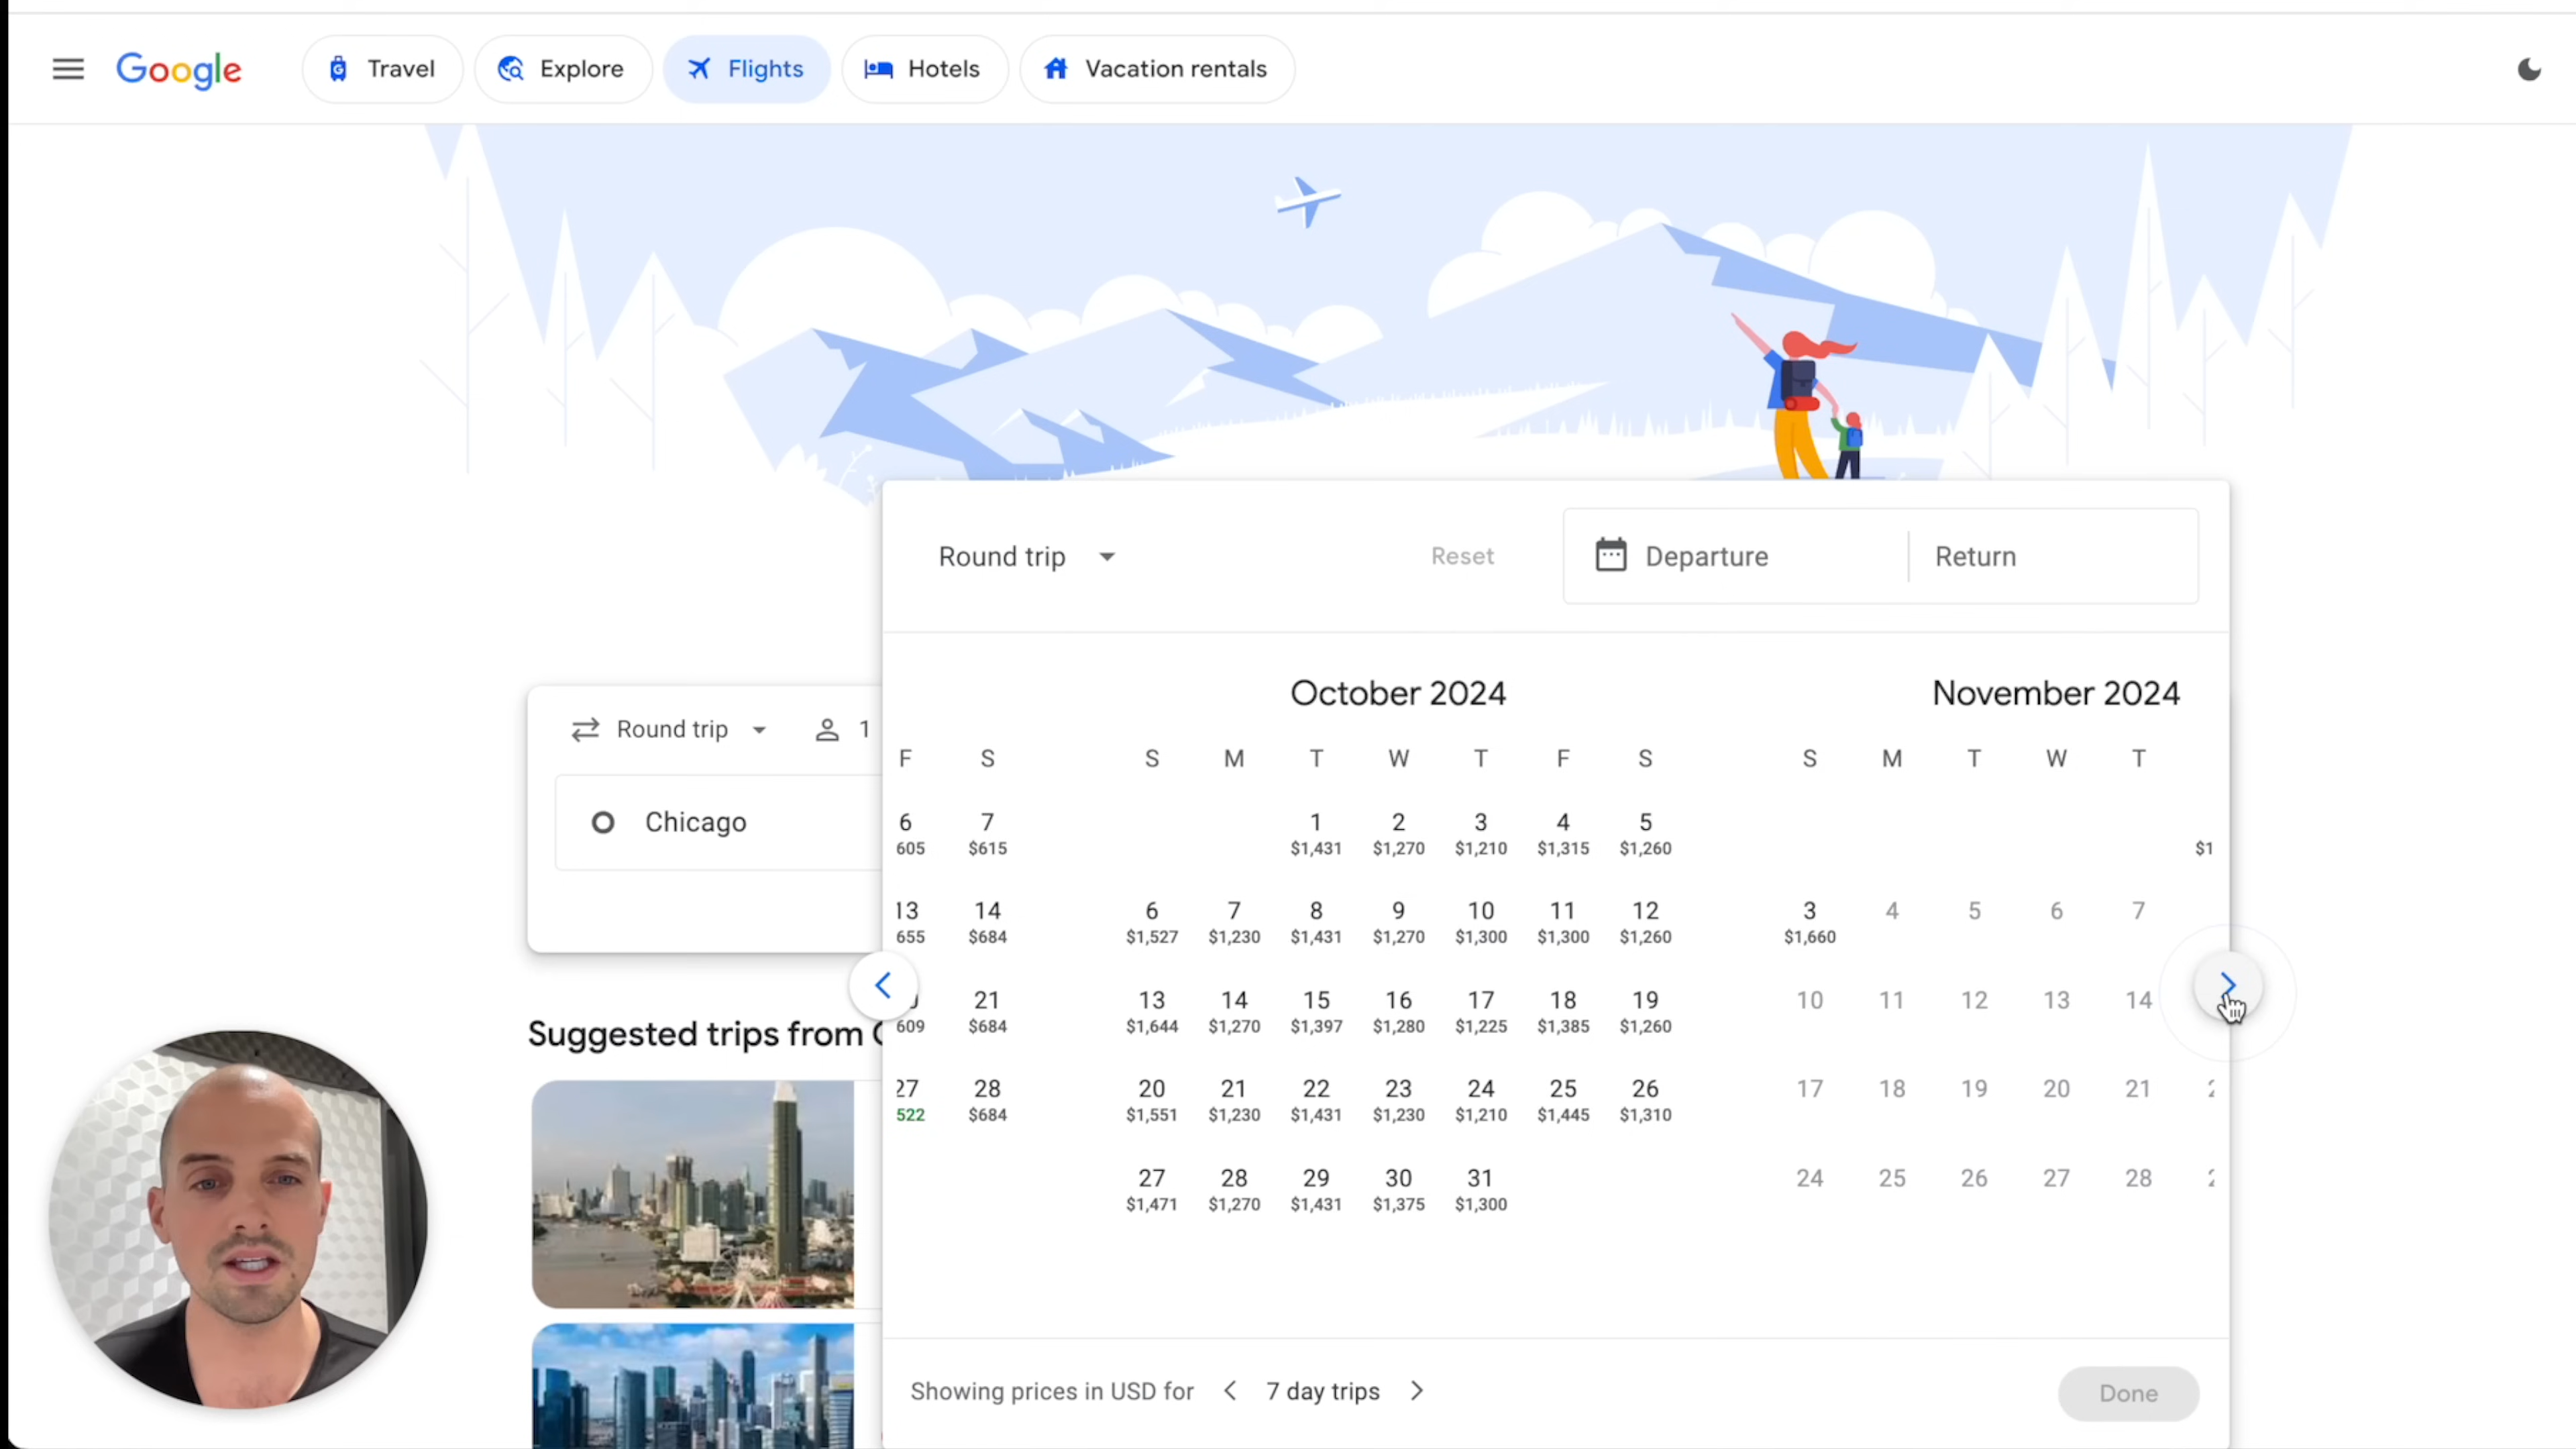 Google
Travel
Explore
Flights
Hotels
Vacation rentals
Round trip
Reset
Departure
Return
October 2024
November 2024
Round trip
1
F S
S M T W T F S
S M T W T
Chicago
6 7
1 2 3 4 5
605 $615
$1,431 $1,270 $1,210 $1,315 $1,260
$1
13 14
6 7 8 9 10 11 12
3 4 5 6 7
655 $684
$1,527 $1,230 $1,431 $1,270 $1,300 $1,300 $1,260
$1,660
21
13 14 15 16 17 18 19
10 11 12 13 14
609 $684
$1,644 $1,270 $1,397 $1,280 $1,225 $1,385 $1,260
Suggested trips from
27 28
20 21 22 23 24 25 26
17 18 19 20 21
522 $684
$1,551 $1,230 $1,431 $1,230 $1,210 $1,445 $1,310
27 28 29 30 31
24 25 26 27 28
$1,471 $1,270 $1,431 $1,375 $1,300
Showing prices in USD for 7 day trips
Done